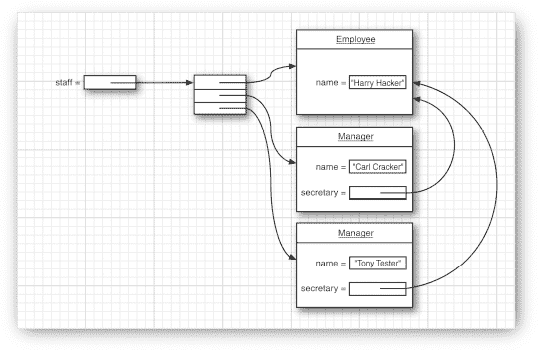 Employee
staff =
name = "Harry Hacker"
Manager
name = "Carl Cracker"
secretary =
Manager
name = "Tony Tester"
secretary =